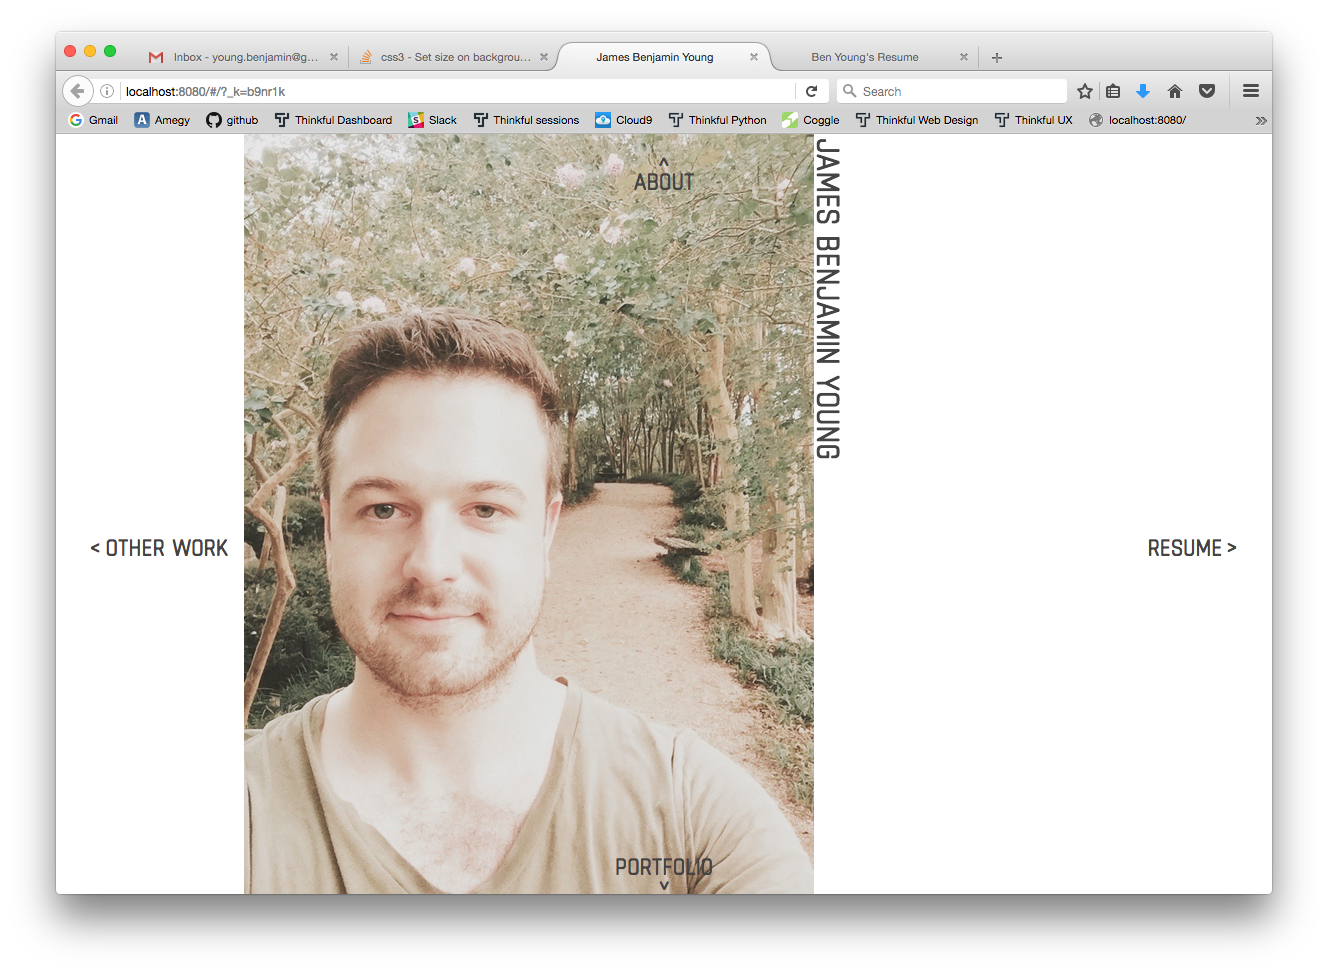 Inbox - young.benjamin@g...
css3 - Set size on backgrou...
James Benjamin Young
Ben Young's Resume
localhost:8080/#/?_k=b9nr1k
Search
Gmail
Amegy
github
Thinkful Dashboard
Slack
Thinkful sessions
Cloud9
Thinkful Python
Coggle
Thinkful Web Design
Thinkful UX
localhost:8080/
^
ABOUT
JAMES BENJAMIN YOUNG
< OTHER WORK
RESUME >
PORTFOLIO